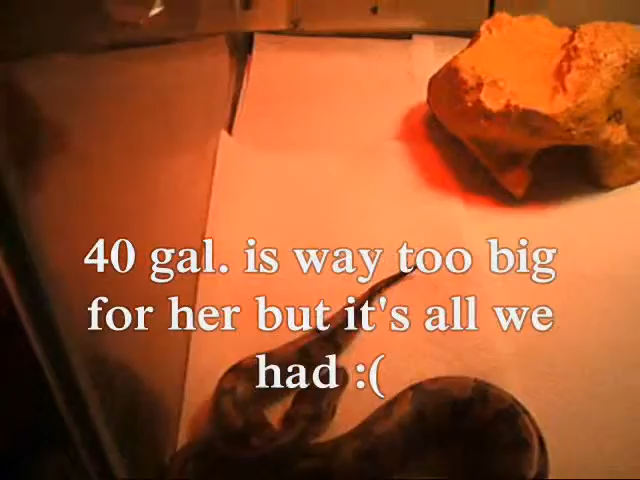 40 gal. is way too big
for her but it's all we
had :(